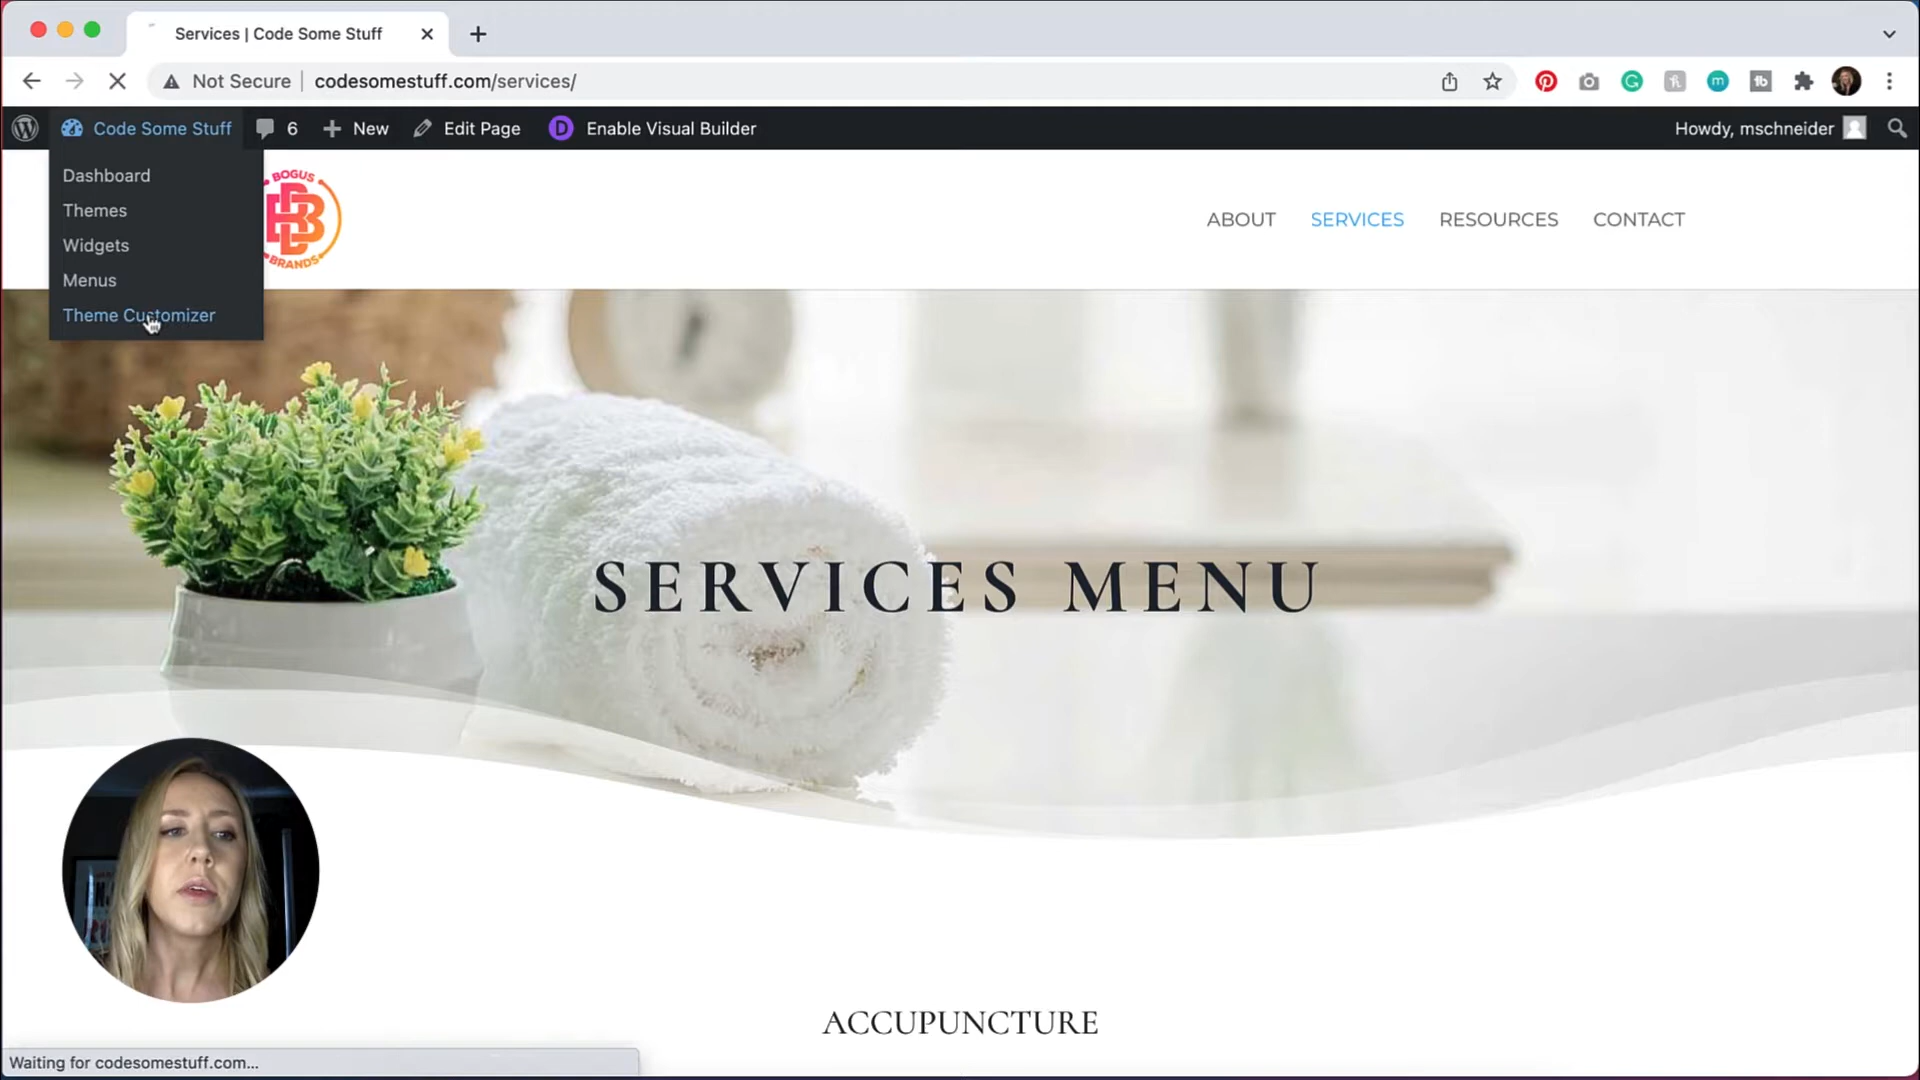 Services | Code Some Stuff
Not Secure codesomestuff.com/services/
Code Some Stuff 6 New Edit Page D Enable Visual Builder Howdy, mschneider
Dashboard
Themes
Widgets
Menus
Theme Customizer
BOGUS
BRANDS
ABOUT SERVICES RESOURCES CONTACT
SERVICES MENU
ACCUPUNCTURE
Waiting for codesomestuff.com...